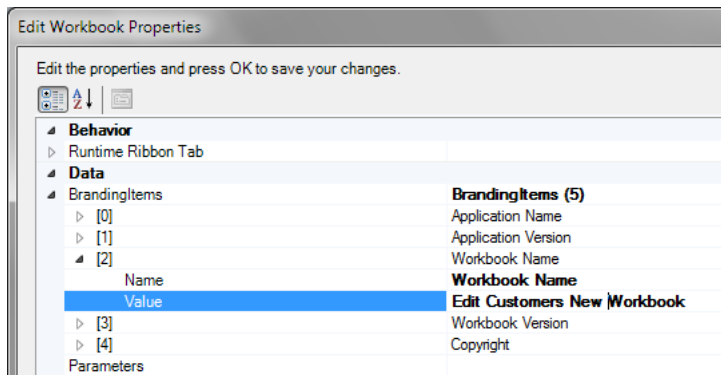 Edit Workbook Properties
Edit the properties and press OK to save your changes.
Behavior
Runtime Ribbon Tab
Data
BrandingItems BrandingItems (5)
[0] Application Name
[1] Application Version
[2] Workbook Name
Name Workbook Name
Value Edit Customers New Workbook
[3] Workbook Version
[4] Copyright
Parameters